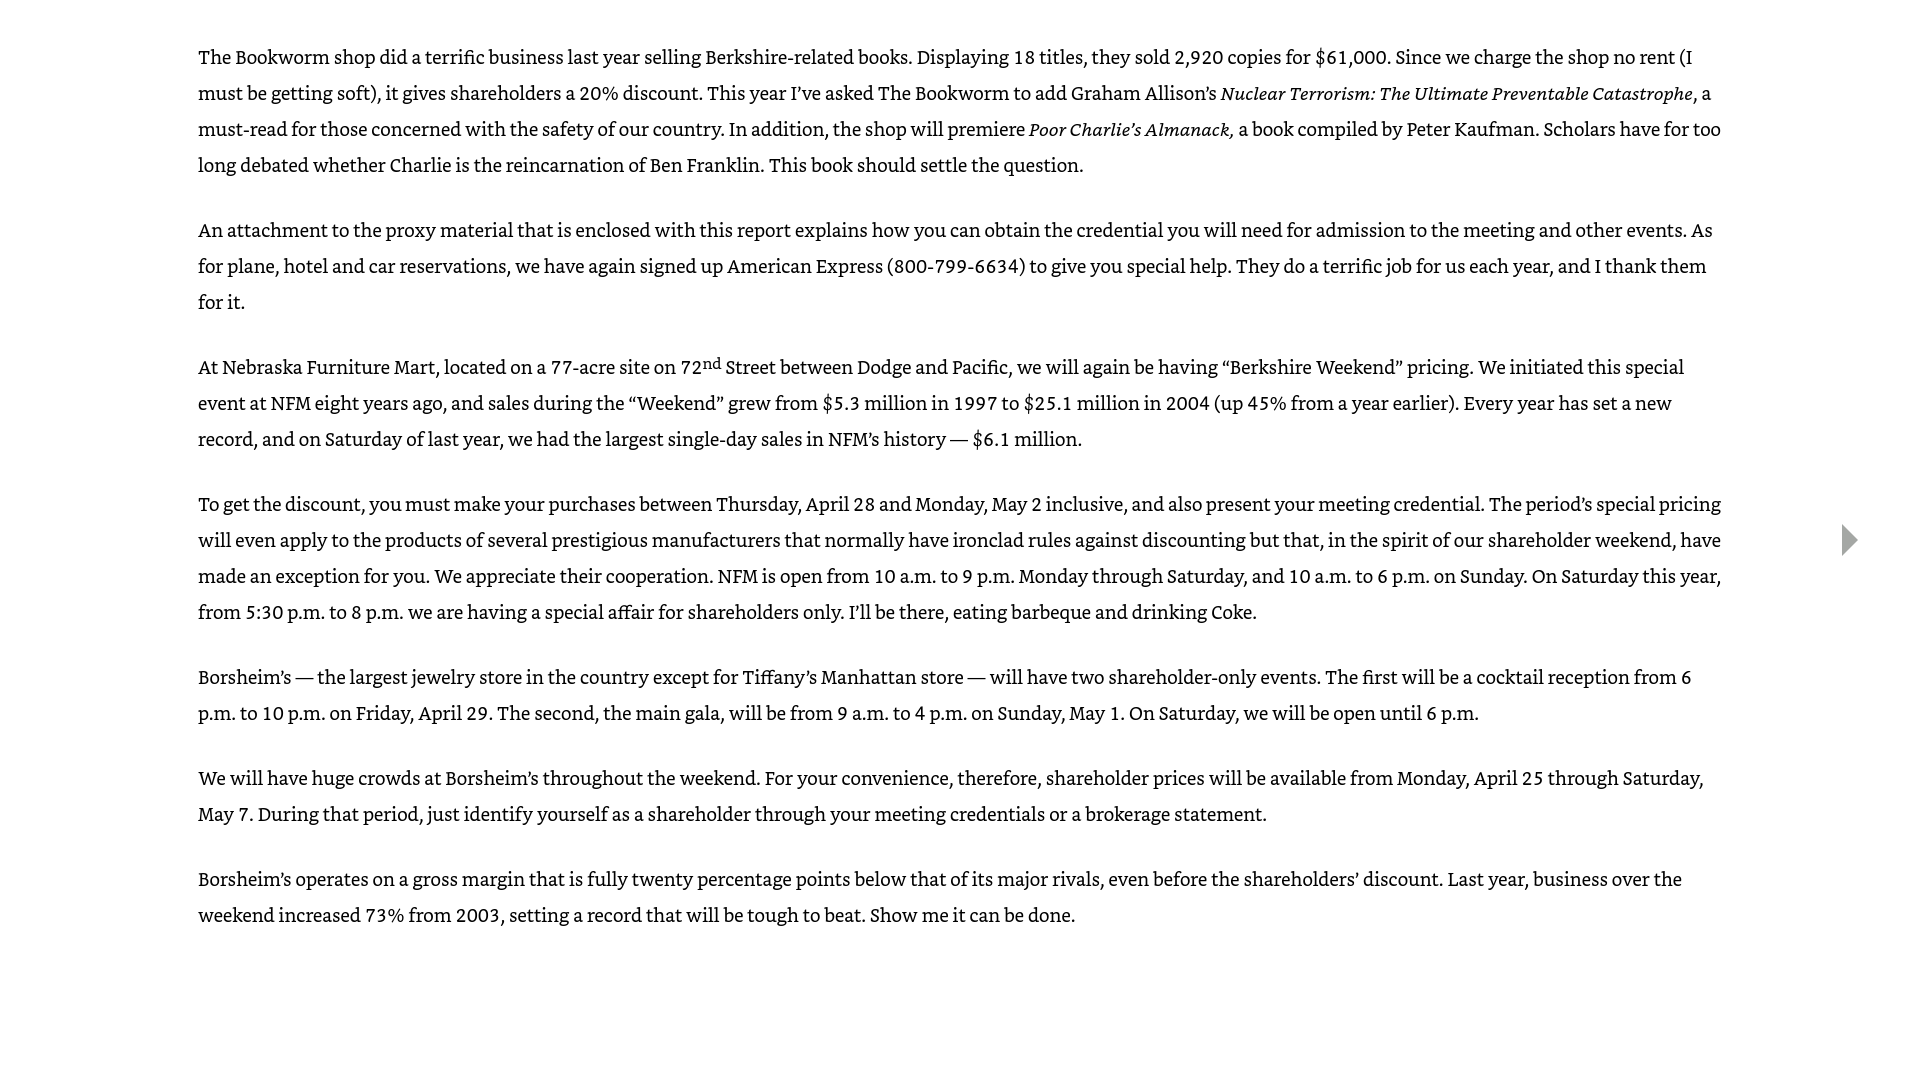 The Bookworm shop did a terrific business last year selling Berkshire-related books. Displaying 18 titles, they sold 2,920 copies for $61,000. Since we charge the shop no rent (I
must be getting soft), it gives shareholders a 20% discount. This year I’ve asked The Bookworm to add Graham Allison’s Nuclear Terrorism: The Ultimate Preventable Catastrophe, a
must-read for those concerned with the safety of our country. In addition, the shop will premiere Poor Charlie’s Almanack, a book compiled by Peter Kaufman. Scholars have for too
long debated whether Charlie is the reincarnation of Ben Franklin. This book should settle the question.
An attachment to the proxy material that is enclosed with this report explains how you can obtain the credential you will need for admission to the meeting and other events. As
for plane, hotel and car reservations, we have again signed up American Express (800-799-6634) to give you special help. They do a terrific job for us each year, and I thank them
for it.
At Nebraska Furniture Mart, located on a 77-acre site on 72nd Street between Dodge and Pacific, we will again be having “Berkshire Weekend” pricing. We initiated this special
event at NFM eight years ago, and sales during the “Weekend” grew from $5.3 million in 1997 to $25.1 million in 2004 (up 45% from a year earlier). Every year has set a new
record, and on Saturday of last year, we had the largest single-day sales in NFM’s history — $6.1 million.
To get the discount, you must make your purchases between Thursday, April 28 and Monday, May 2 inclusive, and also present your meeting credential. The period’s special pricing
will even apply to the products of several prestigious manufacturers that normally have ironclad rules against discounting but that, in the spirit of our shareholder weekend, have
made an exception for you. We appreciate their cooperation. NFM is open from 10 a.m. to 9 p.m. Monday through Saturday, and 10 a.m. to 6 p.m. on Sunday. On Saturday this year,
from 5:30 p.m. to 8 p.m. we are having a special affair for shareholders only. I’ll be there, eating barbeque and drinking Coke.
Borsheim’s — the largest jewelry store in the country except for Tiffany’s Manhattan store — will have two shareholder-only events. The first will be a cocktail reception from 6
p.m. to 10 p.m. on Friday, April 29. The second, the main gala, will be from 9 a.m. to 4 p.m. on Sunday, May 1. On Saturday, we will be open until 6 p.m.
We will have huge crowds at Borsheim’s throughout the weekend. For your convenience, therefore, shareholder prices will be available from Monday, April 25 through Saturday,
May 7. During that period, just identify yourself as a shareholder through your meeting credentials or a brokerage statement.
Borsheim’s operates on a gross margin that is fully twenty percentage points below that of its major rivals, even before the shareholders’ discount. Last year, business over the
weekend increased 73% from 2003, setting a record that will be tough to beat. Show me it can be done.